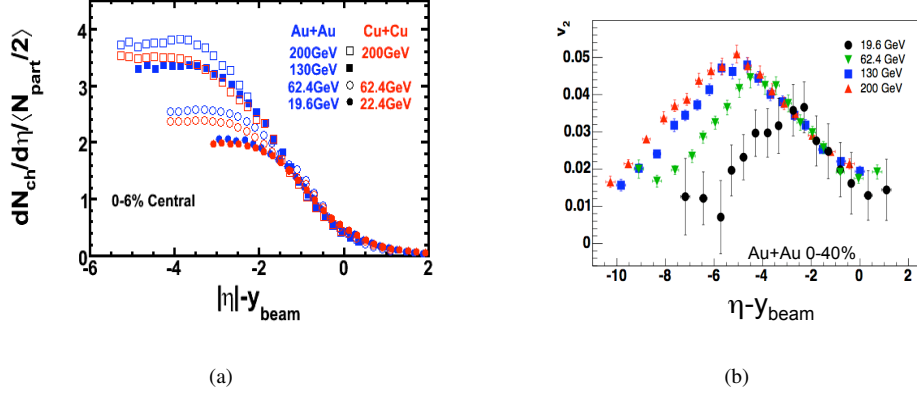 dN_ch/dη/⟨N_part/2⟩
4
3
2
1
0
Au+Au Cu+Cu
200GeV 200GeV
130GeV
62.4GeV 62.4GeV
19.6GeV 22.4GeV
0-6% Central
-6 -4 -2 0 2
|η|-y_beam
(a)
v_2
0.05
0.04
0.03
0.02
0.01
0
19.6 GeV
62.4 GeV
130 GeV
200 GeV
Au+Au 0-40%
-10 -8 -6 -4 -2 0 2
η-y_beam
(b)